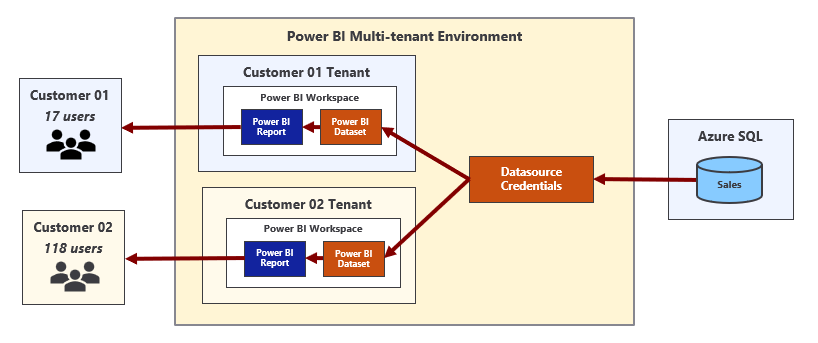 Power BI Multi-tenant Environment
Customer 01
17 users
Customer 01 Tenant
Power BI Workspace
Power BI
Report
Power BI
Dataset
Customer 02
118 users
Customer 02 Tenant
Power BI Workspace
Power BI
Report
Power BI
Dataset
Datasource
Credentials
Azure SQL
Sales